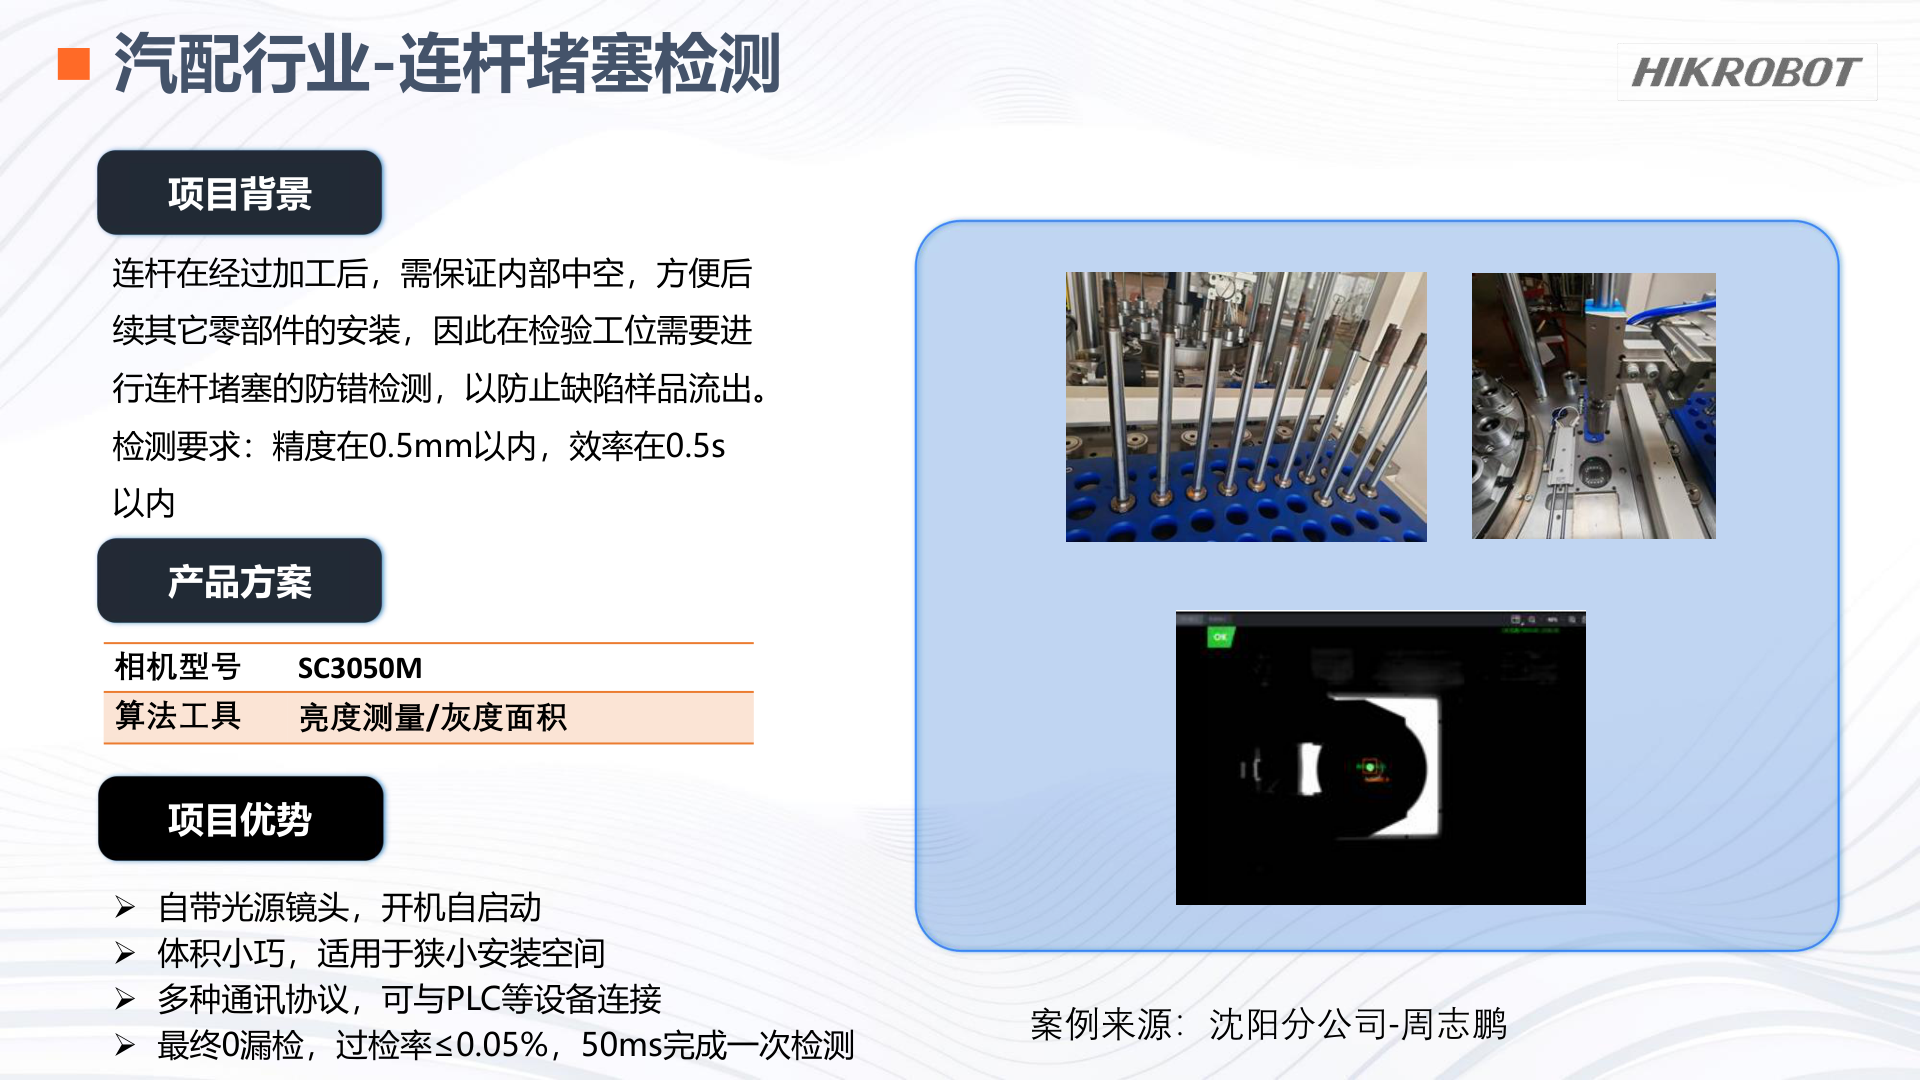 汽配行业-连杆堵塞检测
HIKROBOT
项目背景
连杆在经过加工后，需保证内部中空，方便后
续其它零部件的安装，因此在检验工位需要进
行连杆堵塞的防错检测，以防止缺陷样品流出。
检测要求：精度在0.5mm以内，效率在0.5s
以内
产品方案
相机型号 SC3050M
算法工具 亮度测量/灰度面积
项目优势
➢ 自带光源镜头，开机自启动
➢ 体积小巧，适用于狭小安装空间
➢ 多种通讯协议，可与PLC等设备连接
➢ 最终0漏检，过检率≤0.05%，50ms完成一次检测
OK
案例来源：沈阳分公司-周志鹏